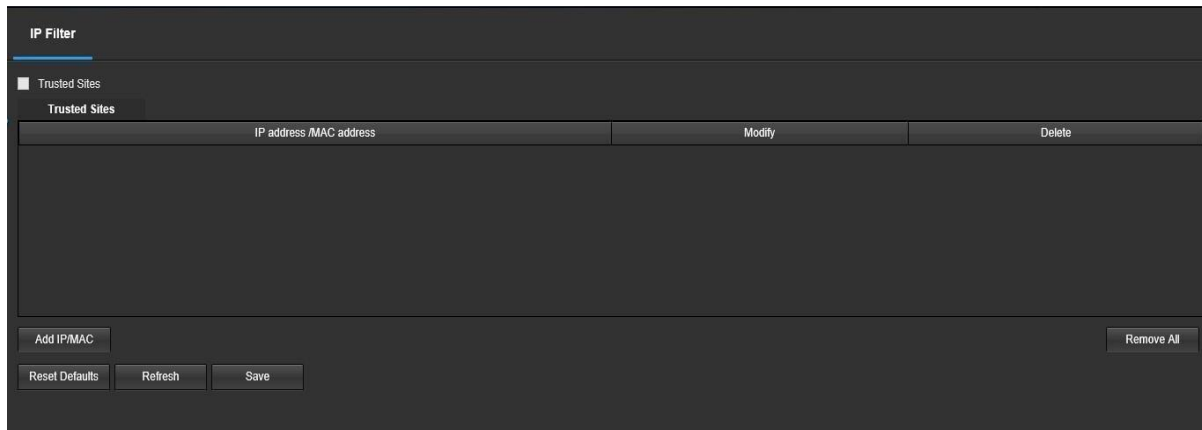 IP Filter
Trusted Sites
Trusted Sites
IP address /MAC address Modify Delete
Add IP/MAC Remove All
Reset Defaults Refresh Save